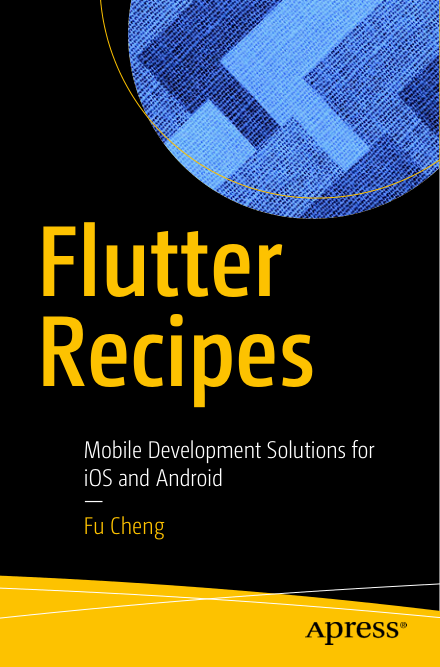 Flutter
Recipes
Mobile Development Solutions for
iOS and Android
—
Fu Cheng
Apress®